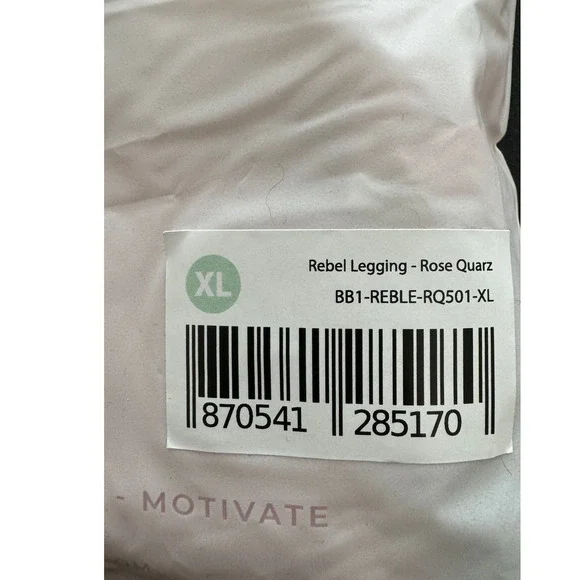 XL
Rebel Legging - Rose Quarz
BB1-REBLE-RQ501-XL
870541 285170
- MOTIVATE